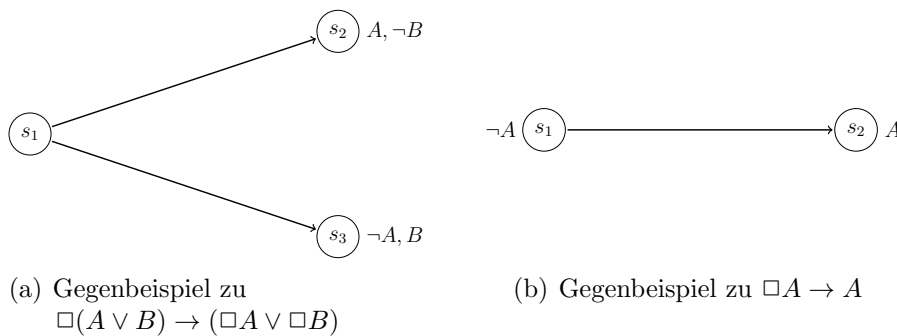 s₂ A, ¬B
s₁
s₃ ¬A, B
(a) Gegenbeispiel zu
□(A ∨ B) → (□A ∨ □B)
¬A s₁ s₂ A
(b) Gegenbeispiel zu □A → A